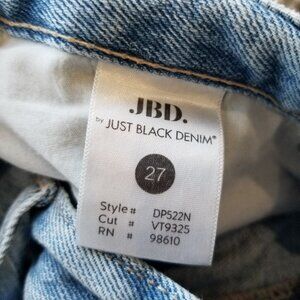 JBD.
by JUST BLACK DENIM®
27
Style# DP522N
Cut # VT9325
RN # 98610